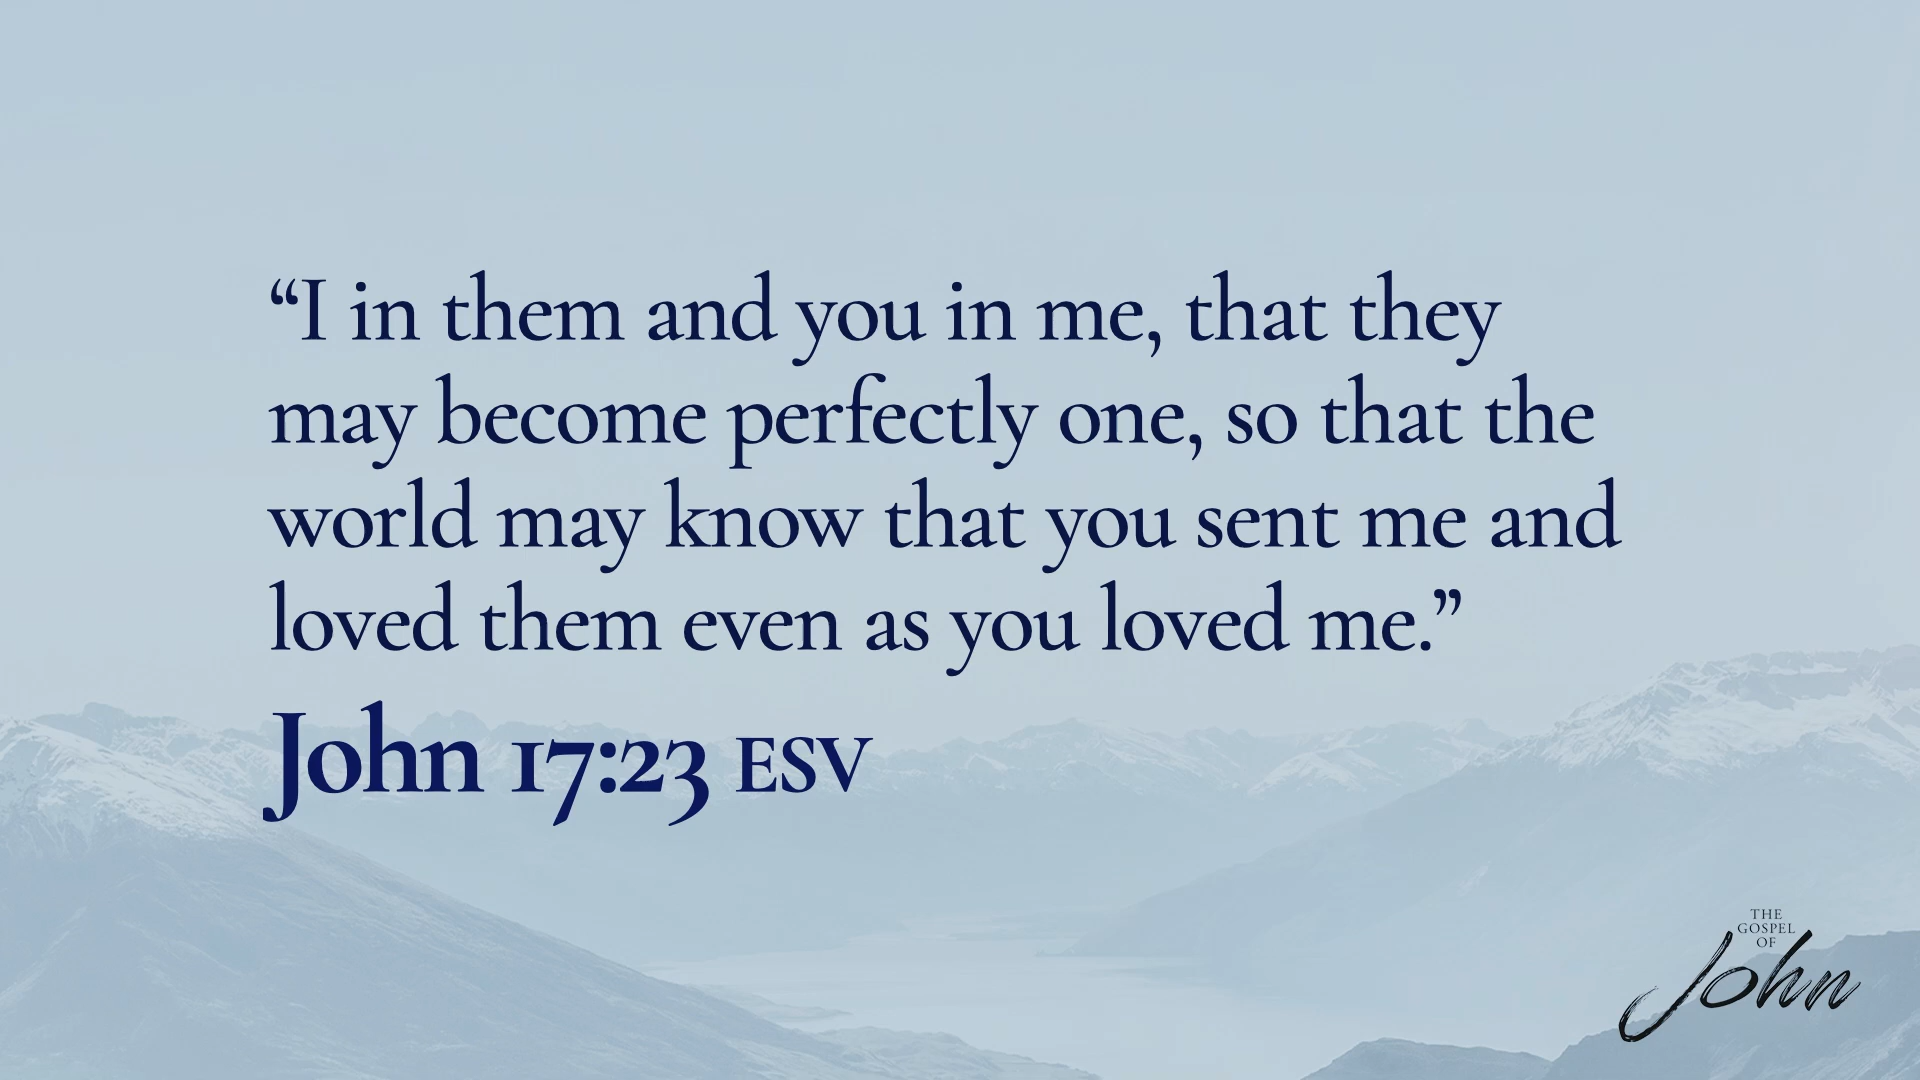 “I in them and you in me, that they
may become perfectly one, so that the
world may know that you sent me and
loved them even as you loved me.”
John 17:23 ESV
THE
GOSPEL
OF
John